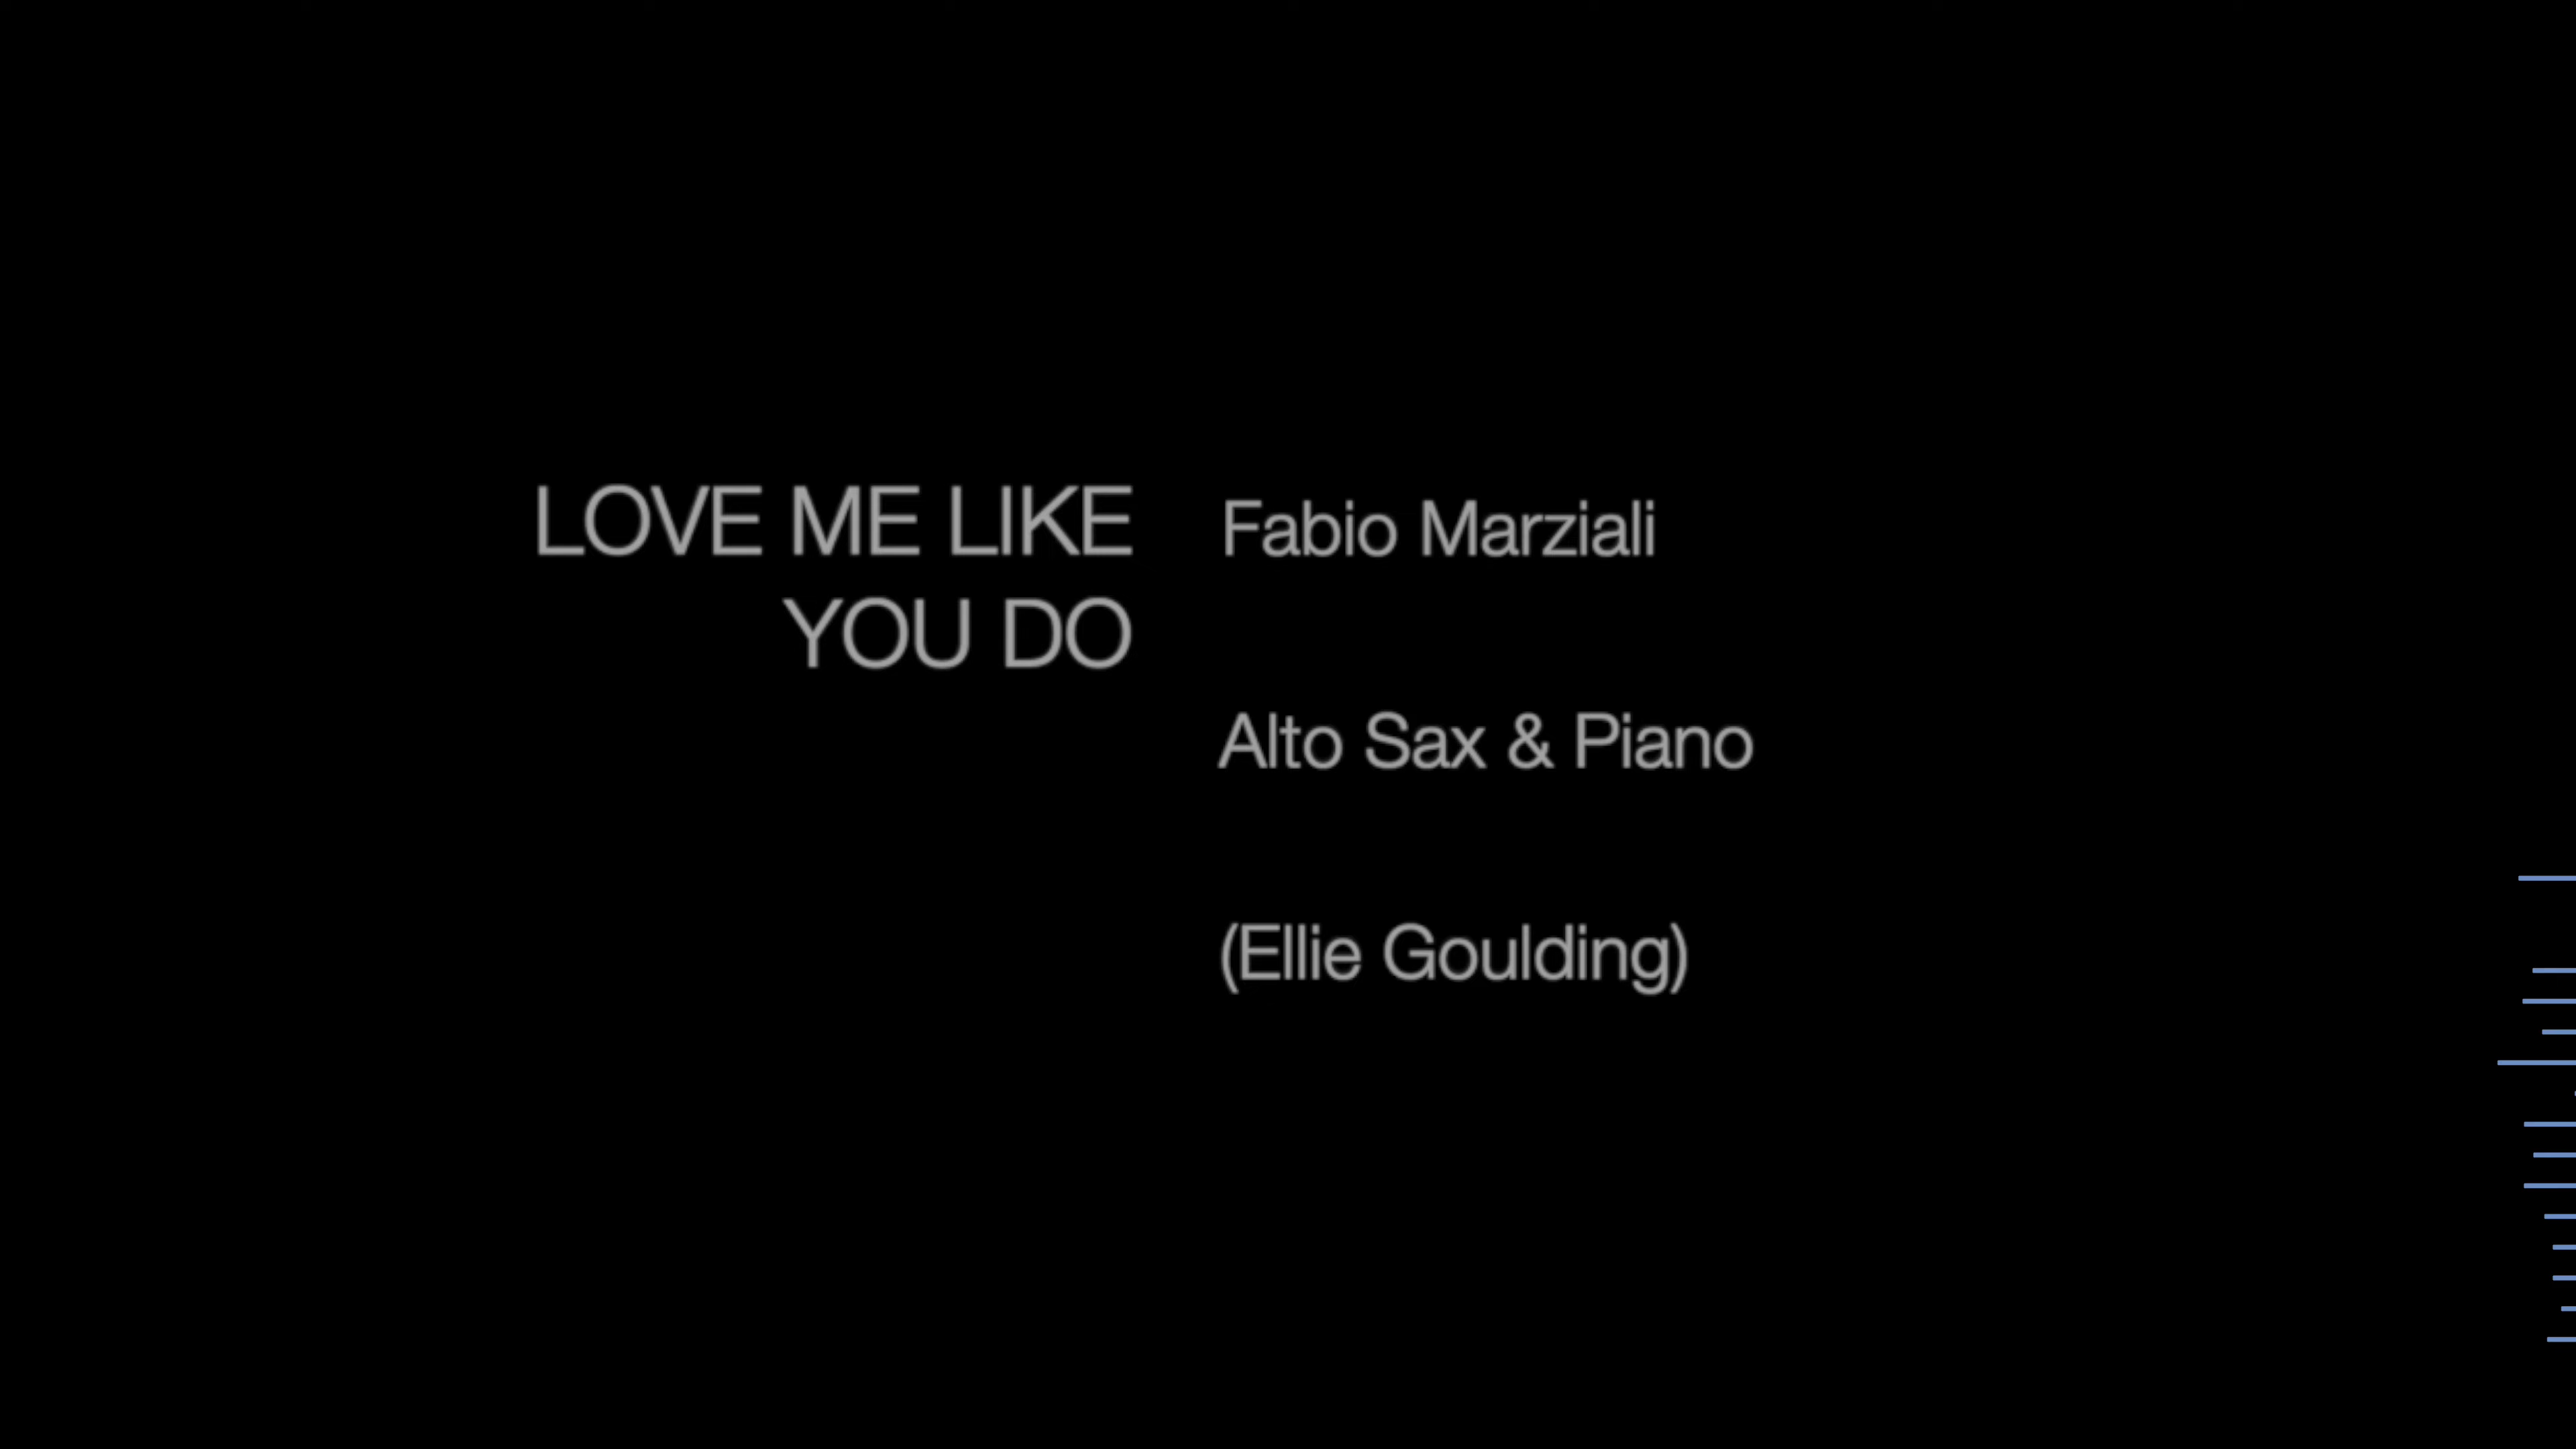 LOVE ME LIKE
YOU DO
Fabio Marziali
Alto Sax & Piano
(Ellie Goulding)